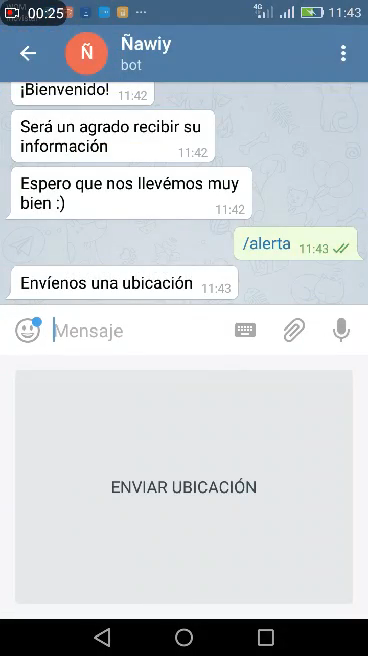 00:25
4G
11:43
Ñ
Ñawiy
bot
¡Bienvenido!
11:42
Será un agrado recibir su
información
11:42
Espero que nos llevémos muy
bien :)
11:42
/alerta
11:43
Envíenos una ubicación
11:43
Mensaje
ENVIAR UBICACIÓN